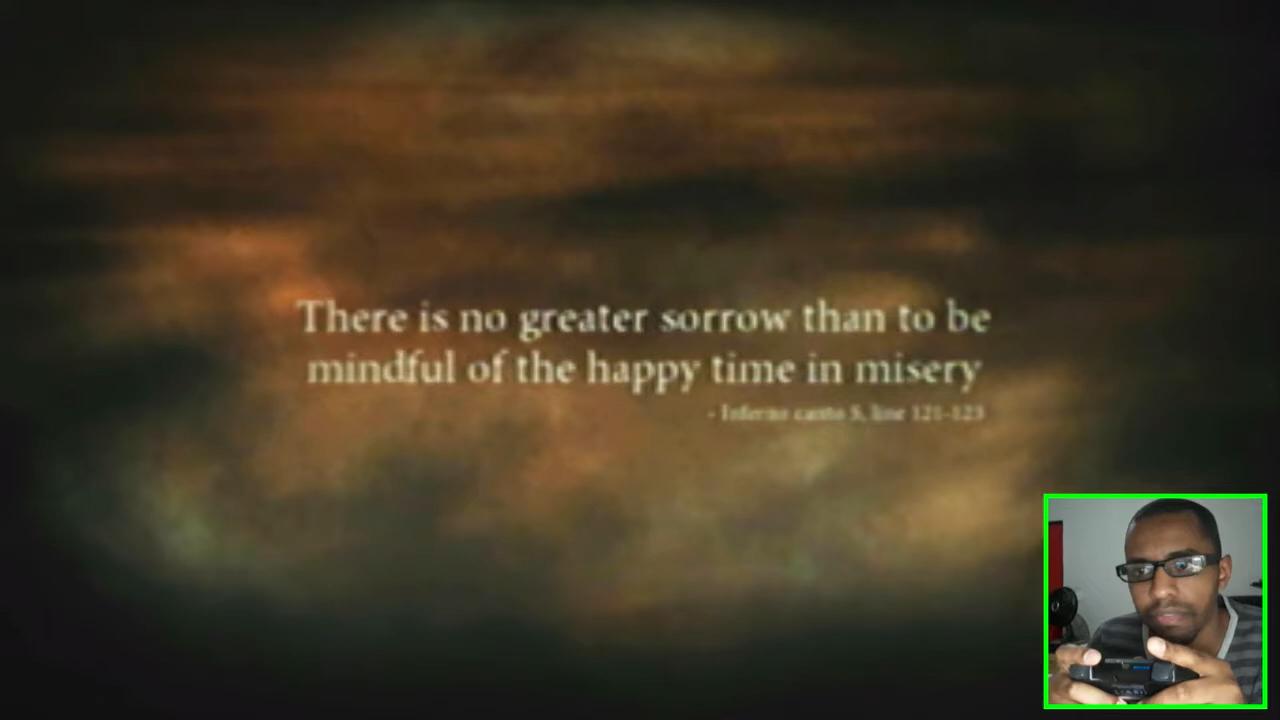 There is no greater sorrow than to be
mindful of the happy time in misery
- Inferno canto 5, line 121-123